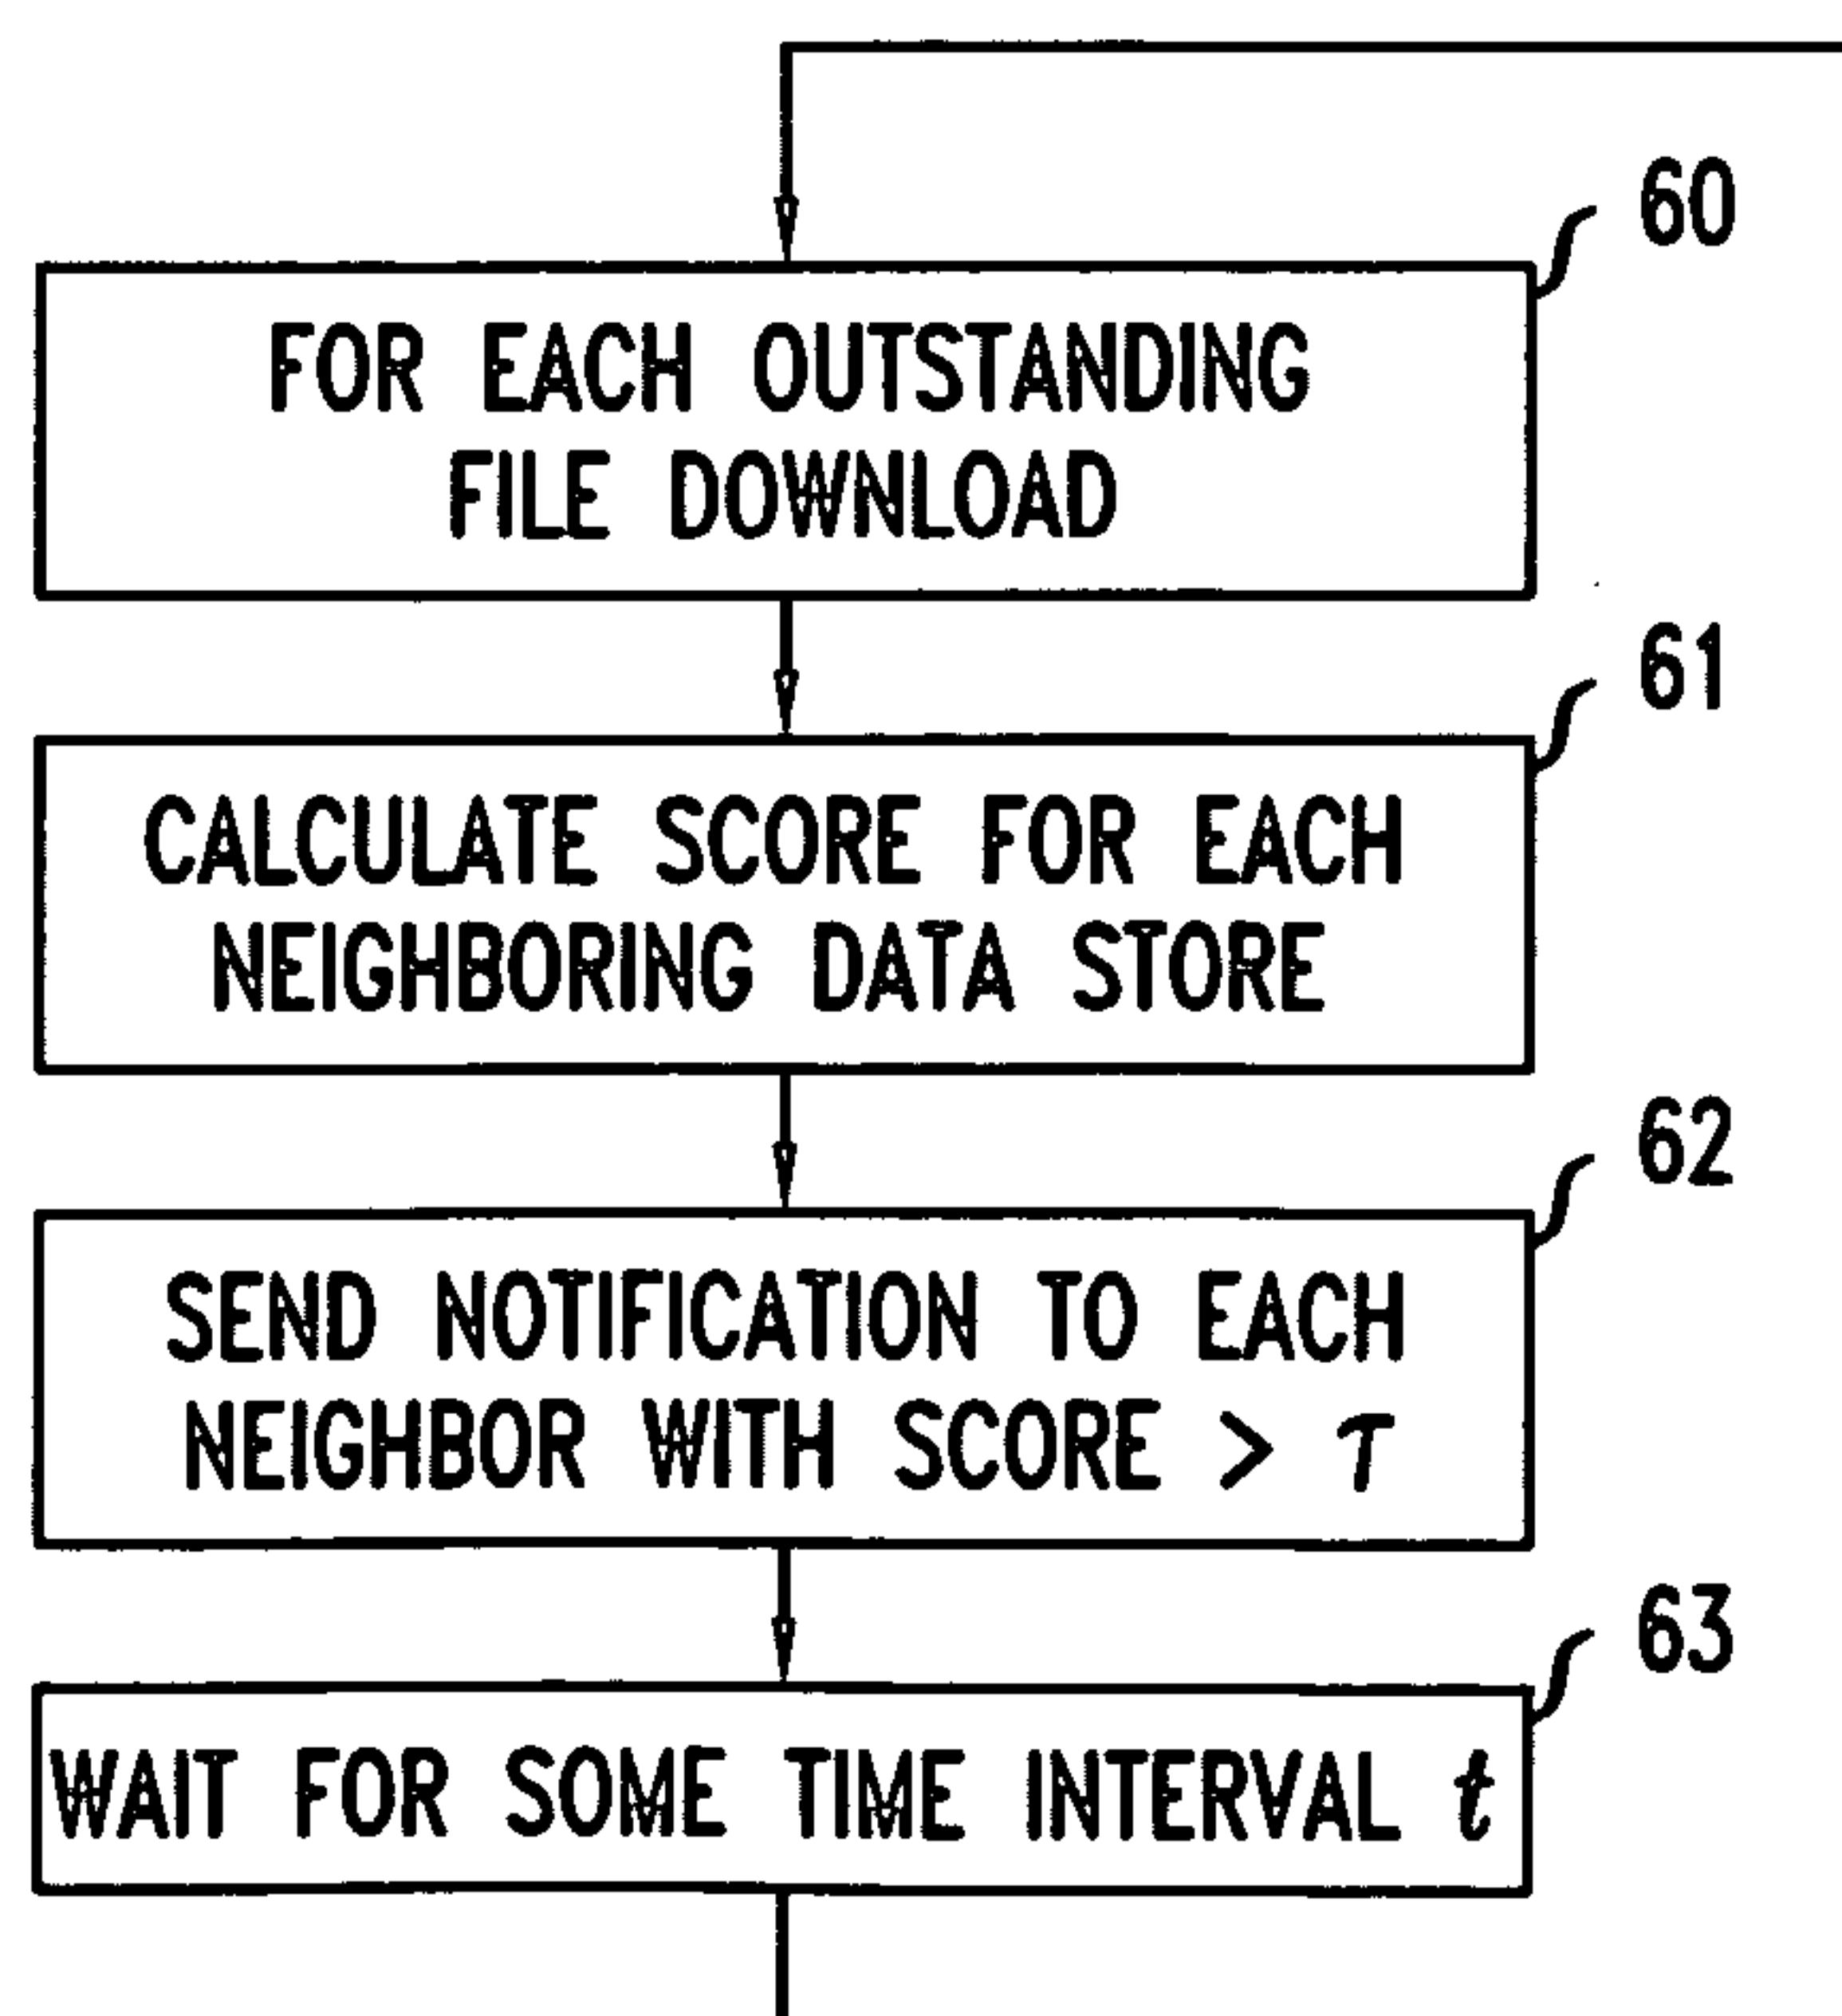 60
FOR EACH OUTSTANDING
FILE DOWNLOAD
61
CALCULATE SCORE FOR EACH
NEIGHBORING DATA STORE
62
SEND NOTIFICATION TO EACH
NEIGHBOR WITH SCORE > τ
63
WAIT FOR SOME TIME INTERVAL t